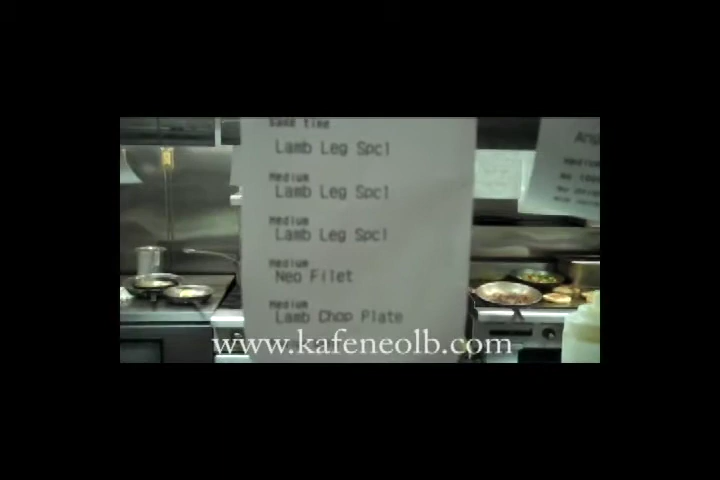 same time
Lamb Leg Spcl
Medium
Lamb Leg Spcl
Medium
Lamb Leg Spcl
Medium
Neo Filet
Medium
Lamb Chop Plate
Medium
www.kafeneolb.com